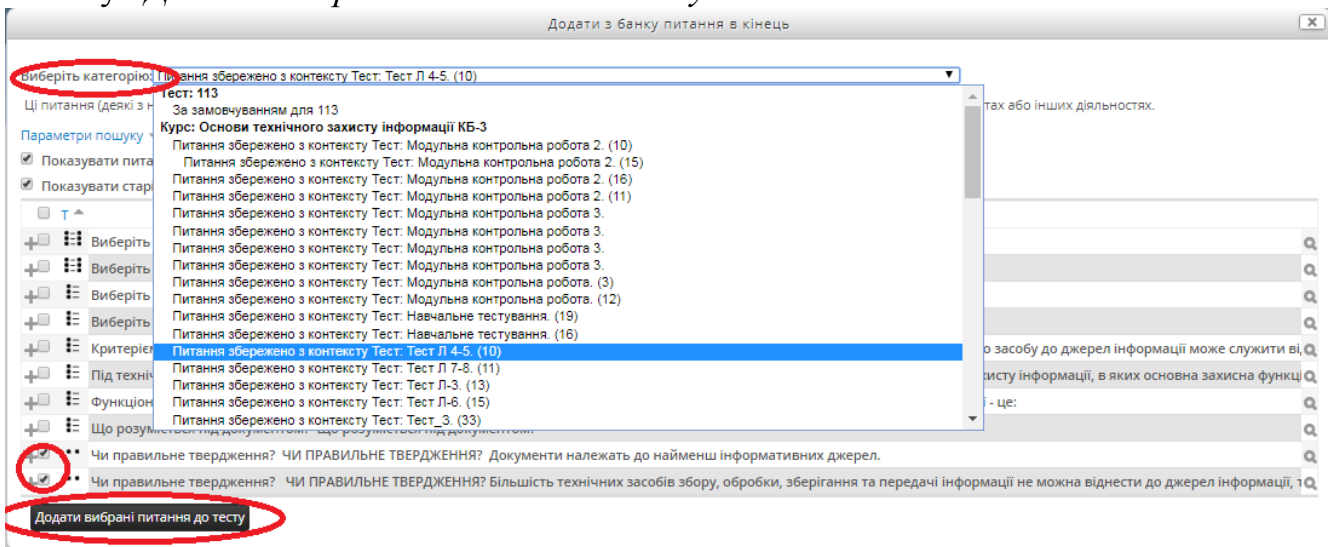 Додати з банку питання в кінець
Виберіть категорію: Питання збережено з контексту Тест: Тест Л 4-5. (10)
Тест: 113
Ці питання (деякі з н
тах або інших діяльностях.
За замовчуванням для 113
Курс: Основи технічного захисту інформації КБ-3
Параметри пошуку
Питання збережено з контексту Тест: Модульна контрольна робота 2. (10)
Показувати пита
Питання збережено з контексту Тест: Модульна контрольна робота 2. (15)
Питання збережено з контексту Тест: Модульна контрольна робота 2. (16)
Показувати старі
Питання збережено з контексту Тест: Модульна контрольна робота 2. (11)
Т
Питання збережено з контексту Тест: Модульна контрольна робота 3.
Питання збережено з контексту Тест: Модульна контрольна робота 3.
Виберіть
Питання збережено з контексту Тест: Модульна контрольна робота 3.
Питання збережено з контексту Тест: Модульна контрольна робота 3.
Виберіть
Питання збережено з контексту Тест: Модульна контрольна робота. (3)
Виберіть
Питання збережено з контексту Тест: Модульна контрольна робота. (12)
Питання збережено з контексту Тест: Навчальне тестування. (19)
Виберіть
Питання збережено з контексту Тест: Навчальне тестування. (16)
Критеріє
Питання збережено з контексту Тест: Тест Л 4-5. (10)
о засобу до джерел інформації може служити ві
Питання збережено з контексту Тест: Тест Л 7-8. (11)
Під техні
хисту інформації, в яких основна захисна функці
Питання збережено з контексту Тест: Тест Л-3. (13)
Функціон
Питання збережено з контексту Тест: Тест Л-6. (15)
- це:
Питання збережено з контексту Тест: Тест_3. (33)
Що розуміється під документом? Що розуміється під документом?
Чи правильне твердження? ЧИ ПРАВИЛЬНЕ ТВЕРДЖЕННЯ? Документи належать до найменш інформативних джерел.
Чи правильне твердження? ЧИ ПРАВИЛЬНЕ ТВЕРДЖЕННЯ? Більшість технічних засобів збору, обробки, зберігання та передачі інформації не можна віднести до джерел інформації, т
Додати вибрані питання до тесту